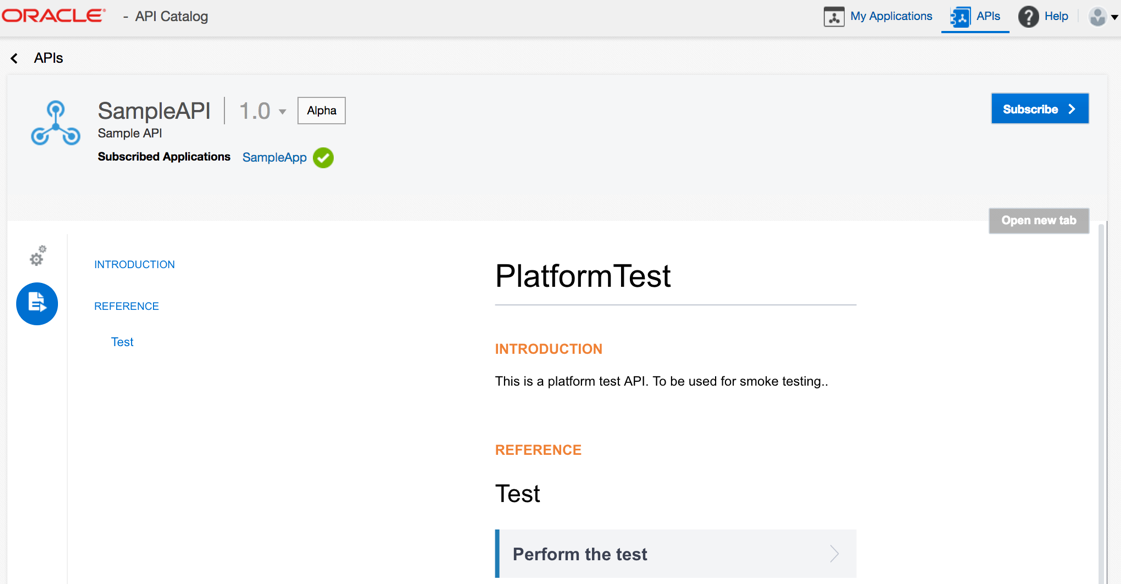 ORACLE® - API Catalog My Applications APIs ? Help
APIs
SampleAPI 1.0 Alpha Subscribe
Sample API
Subscribed Applications SampleApp
Open new tab
INTRODUCTION
REFERENCE
Test
PlatformTest
INTRODUCTION
This is a platform test API. To be used for smoke testing..
REFERENCE
Test
Perform the test